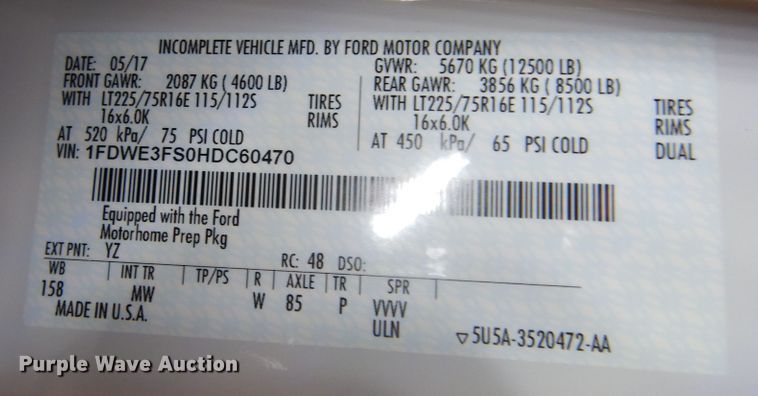 INCOMPLETE VEHICLE MFD. BY FORD MOTOR COMPANY
DATE: 05/17 GVWR: 5670 KG (12500 LB)
FRONT GAWR: 2087 KG ( 4600 LB) REAR GAWR: 3856 KG ( 8500 LB)
WITH LT225/75R16E 115/112S TIRES WITH LT225/75R16E 115/112S TIRES
16x6.0K RIMS 16x6.0K RIMS
AT 520 kPa/ 75 PSI COLD AT 450 kPa/ 65 PSI COLD DUAL
VIN: 1FDWE3FS0HDC60470
Equipped with the Ford
Motorhome Prep Pkg
EXT PNT: YZ RC: 48 DSO:
WB INT TR TP/PS R AXLE TR SPR
158 MW W 85 P VVVV
MADE IN U.S.A. ULN ▽5U5A-3520472-AA
Purple Wave Auction